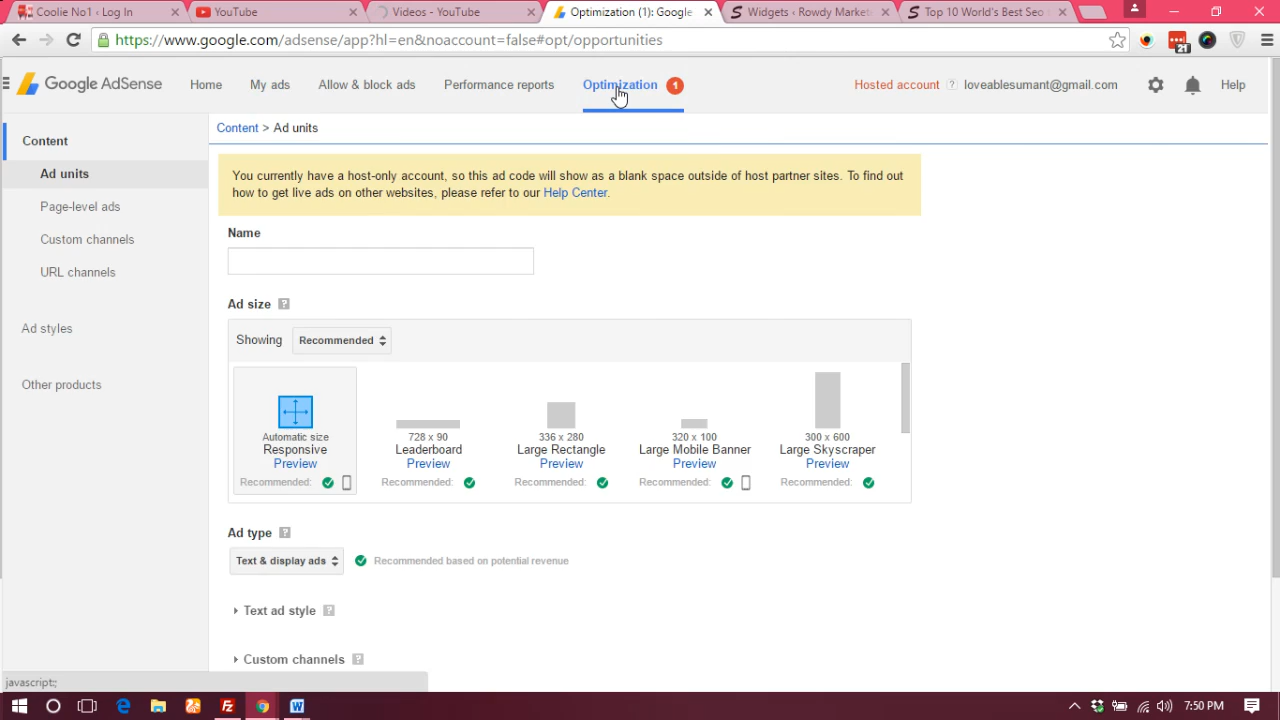 Coolie No1 ‹ Log In
YouTube
Videos - YouTube
Optimization (1): Google
Widgets ‹ Rowdy Market
Top 10 World's Best Seo
https://www.google.com/adsense/app?hl=en&noaccount=false#opt/opportunities
21
Google AdSense
Home
My ads
Allow & block ads
Performance reports
Optimization
1
Hosted account
?
loveablesumant@gmail.com
Help
Content
Ad units
Page-level ads
Custom channels
URL channels
Ad styles
Other products
Content > Ad units
You currently have a host-only account, so this ad code will show as a blank space outside of host partner sites. To find out
how to get live ads on other websites, please refer to our Help Center.
Name
Ad size ?
Showing Recommended
Automatic size
Responsive
Preview
Recommended:
728 x 90
Leaderboard
Preview
Recommended:
336 x 280
Large Rectangle
Preview
Recommended:
320 x 100
Large Mobile Banner
Preview
Recommended:
300 x 600
Large Skyscraper
Preview
Recommended:
Ad type ?
Text & display ads
Recommended based on potential revenue
Text ad style ?
Custom channels ?
javascript:;
7:50 PM